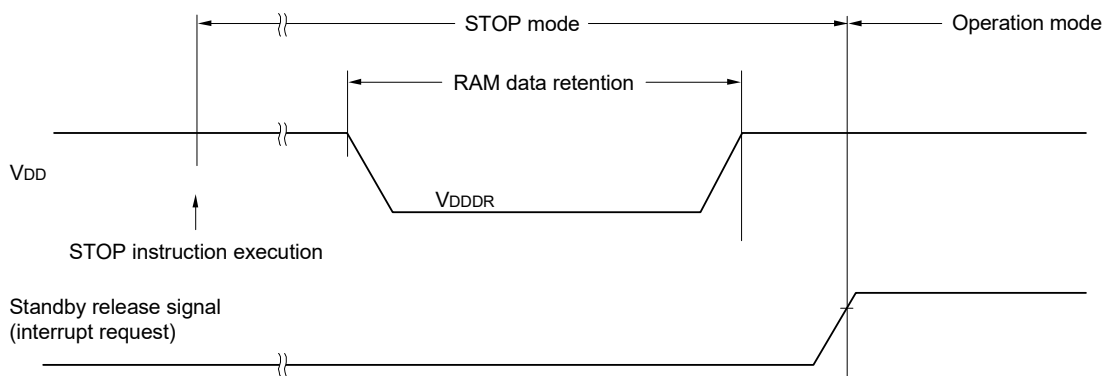 STOP mode
Operation mode
RAM data retention
VDD
VDDDR
STOP instruction execution
Standby release signal
(interrupt request)